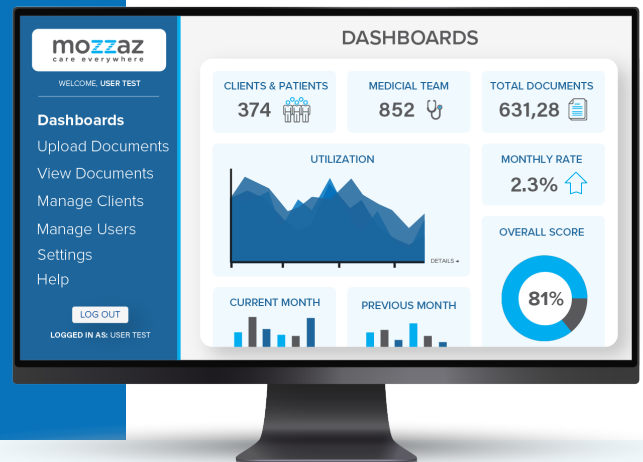 mozzaz
care everywhere
WELCOME, USER TEST
Dashboards
Upload Documents
View Documents
Manage Clients
Manage Users
Settings
Help
LOG OUT
LOGGED IN AS: USER TEST
DASHBOARDS
CLIENTS & PATIENTS
374
MEDICIAL TEAM
852
TOTAL DOCUMENTS
631,28
UTILIZATION
DETAILS
MONTHLY RATE
2.3%
OVERALL SCORE
81%
CURRENT MONTH
PREVIOUS MONTH